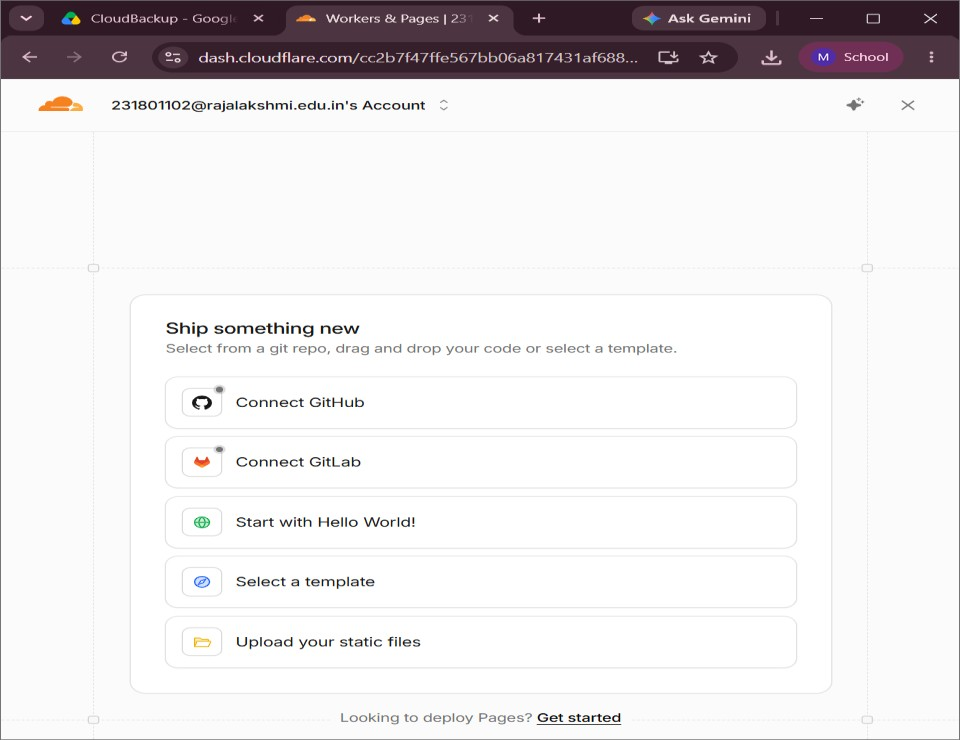 CloudBackup - Google
Workers & Pages | 231
Ask Gemini
dash.cloudflare.com/cc2b7f47ffe567bb06a817431af688...
M School
231801102@rajalakshmi.edu.in's Account
Ship something new
Select from a git repo, drag and drop your code or select a template.
Connect GitHub
Connect GitLab
Start with Hello World!
Select a template
Upload your static files
Looking to deploy Pages? Get started